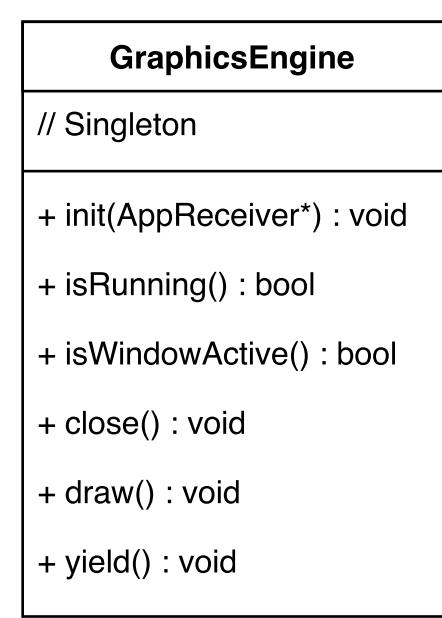 GraphicsEngine
// Singleton
+ init(AppReceiver*) : void
+ isRunning() : bool
+ isWindowActive() : bool
+ close() : void
+ draw() : void
+ yield() : void